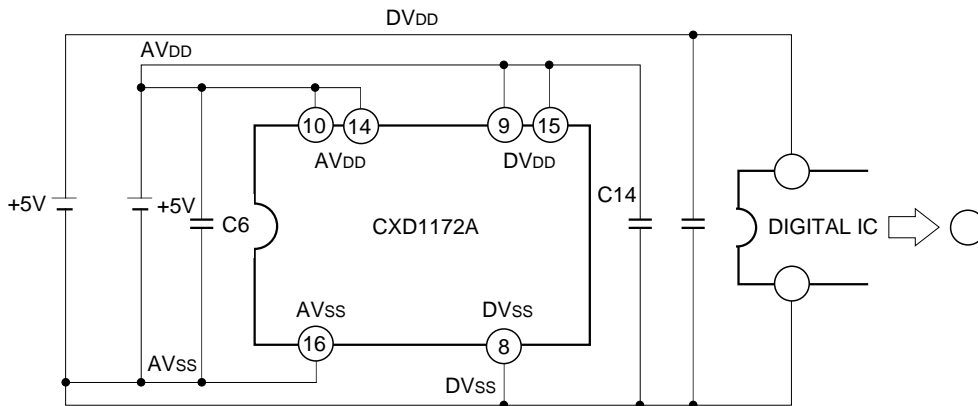 DVDD
AVDD
10
14
9
15
AVDD
DVDD
+5V
+5V
C6
CXD1172A
C14
DIGITAL IC
AVSS
DVSS
16
8
AVSS
DVSS